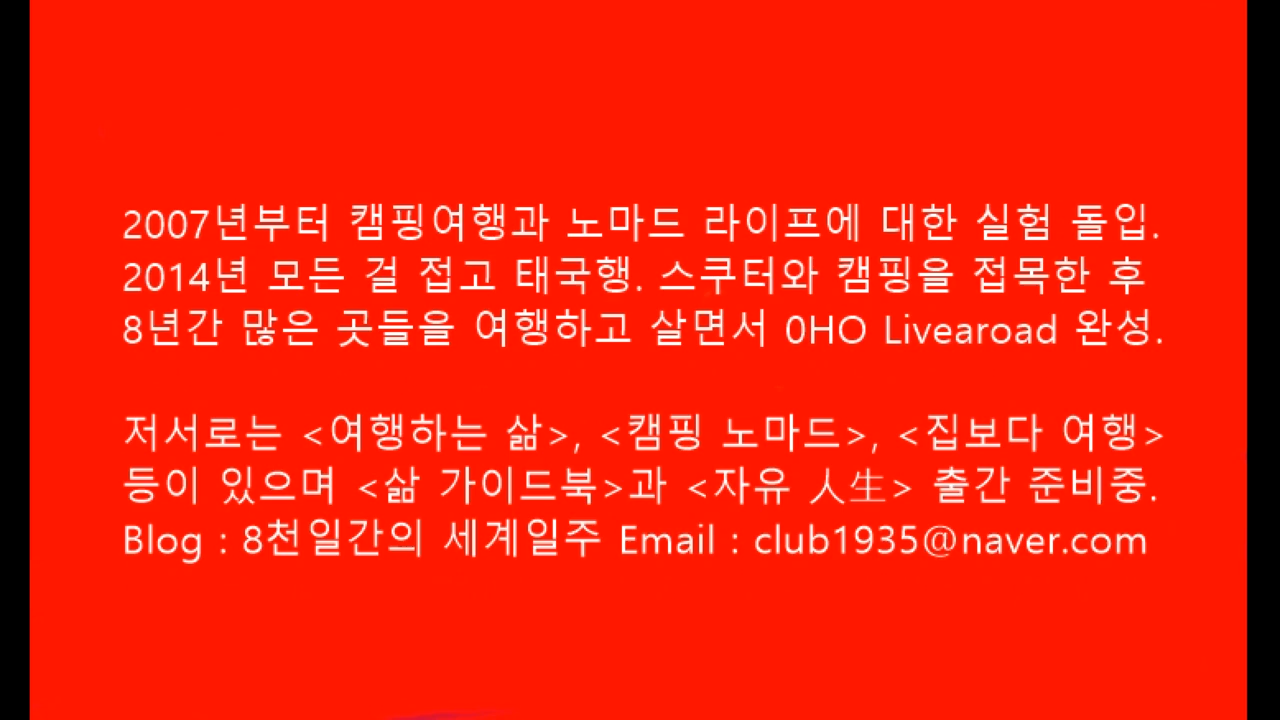 2007년부터 캠핑여행과 노마드 라이프에 대한 실험 돌입.
2014년 모든 걸 접고 태국행. 스쿠터와 캠핑을 접목한 후
8년간 많은 곳들을 여행하고 살면서 0HO Livearoad 완성.
저서로는 <여행하는 삶>, <캠핑 노마드>, <집보다 여행>
등이 있으며 <삶 가이드북>과 <자유 人生> 출간 준비중.
Blog : 8천일간의 세계일주 Email : club1935@naver.com